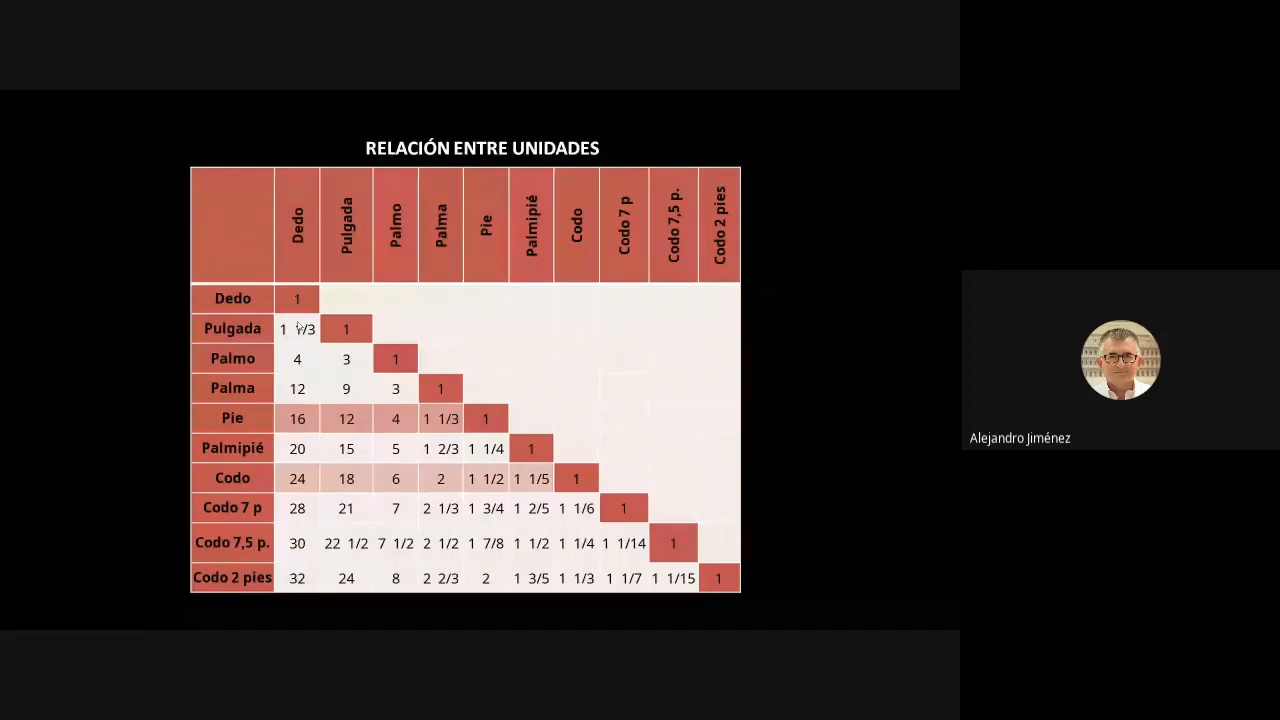 RELACIÓN ENTRE UNIDADES
Dedo Pulgada Palmo Palma Pie Palmipié Codo Codo 7 p Codo 7,5 p. Codo 2 pies
Dedo 1
Pulgada 1 1/3 1
Palmo 4 3 1
Palma 12 9 3 1
Pie 16 12 4 1 1/3 1
Palmipié 20 15 5 1 2/3 1 1/4 1
Codo 24 18 6 2 1 1/2 1 1/5 1
Codo 7 p 28 21 7 2 1/3 1 3/4 1 2/5 1 1/6 1
Codo 7,5 p. 30 22 1/2 7 1/2 2 1/2 1 7/8 1 1/2 1 1/4 1 1/14 1
Codo 2 pies 32 24 8 2 2/3 2 1 3/5 1 1/3 1 1/7 1 1/15 1
Alejandro Jiménez